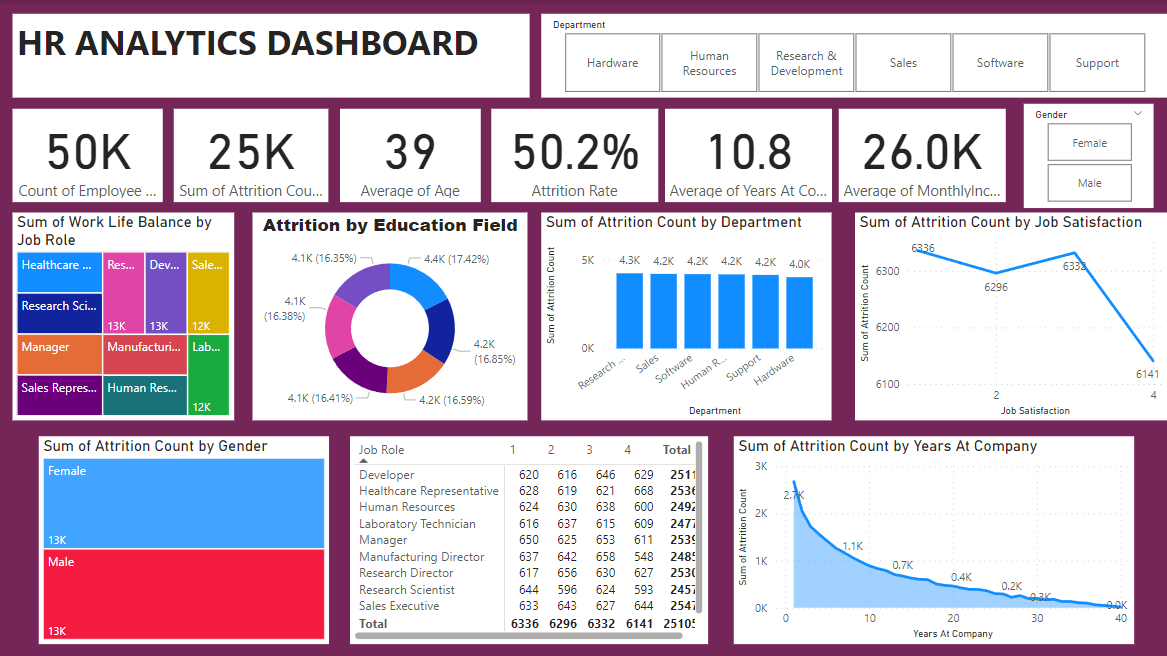 HR ANALYTICS DASHBOARD
Department
Hardware
Human
Resources
Research &
Development
Sales
Software
Support
50K
Count of Employee ...
25K
Sum of Attrition Cou...
39
Average of Age
50.2%
Attrition Rate
10.8
Average of Years At Co...
26.0K
Average of MonthlyInc...
Gender
Female
Male
Sum of Work Life Balance by
Job Role
Healthcare ...
Research Sci...
Manager
Sales Repres...
Res...
13K
Dev...
13K
Sale...
12K
Manufacturi...
Human Res...
Lab...
12K
Attrition by Education Field
4.1K (16.35%)
4.4K (17.42%)
4.1K
(16.38%)
4.2K
(16.85%)
4.1K (16.41%)
4.2K (16.59%)
Sum of Attrition Count by Department
Sum of Attrition Count
5K
0K
4.3K 4.2K 4.2K 4.2K 4.2K 4.0K
Research ...
Sales
Software
Human R...
Support
Hardware
Department
Sum of Attrition Count by Job Satisfaction
Sum of Attrition Count
6300
6200
6100
6336
6296
6332
6141
2 4
Job Satisfaction
Sum of Attrition Count by Gender
Female
13K
Male
13K
Job Role 1 2 3 4 Total
Developer 620 616 646 629 2511
Healthcare Representative 628 619 621 668 2536
Human Resources 624 630 638 600 2492
Laboratory Technician 616 637 615 609 2477
Manager 650 625 653 611 2539
Manufacturing Director 637 642 658 548 2485
Research Director 617 656 630 627 2530
Research Scientist 644 596 624 593 2457
Sales Executive 633 643 627 644 2547
Total 6336 6296 6332 6141 25105
Sum of Attrition Count by Years At Company
Sum of Attrition Count
3K
2K
1K
0K
2.7K
1.1K
0.7K
0.4K
0.2K
0.3K
0.0K
0 10 20 30 40
Years At Company